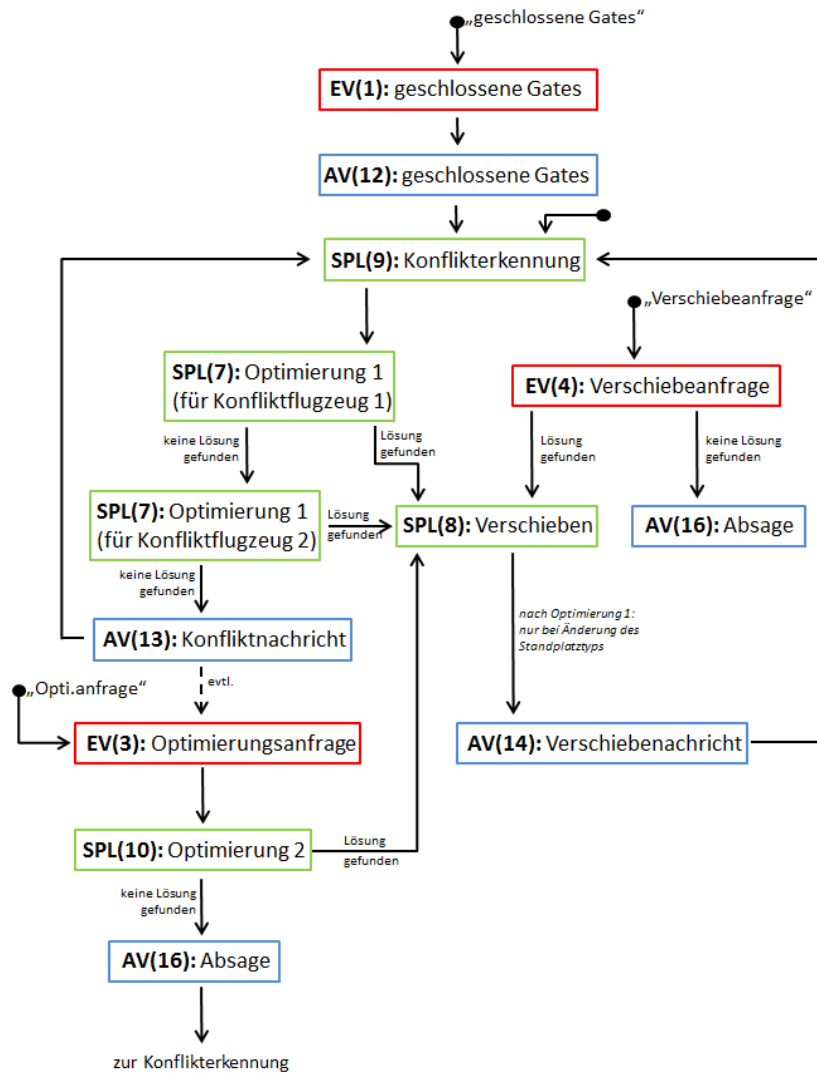 „geschlossene Gates“
EV(1): geschlossene Gates
AV(12): geschlossene Gates
SPL(9): Konflikterkennung
„Verschiebeanfrage“
SPL(7): Optimierung 1
(für Konfliktflugzeug 1)
EV(4): Verschiebeanfrage
keine Lösung
gefunden
Lösung
gefunden
Lösung
gefunden
keine Lösung
gefunden
SPL(7): Optimierung 1
(für Konfliktflugzeug 2)
Lösung
gefunden
SPL(8): Verschieben
AV(16): Absage
keine Lösung
gefunden
nach Optimierung 1:
nur bei Änderung des
Standplatztyps
AV(13): Konfliktnachricht
evtl.
„Opti.anfrage“
EV(3): Optimierungsanfrage
AV(14): Verschiebenachricht
SPL(10): Optimierung 2
Lösung
gefunden
keine Lösung
gefunden
AV(16): Absage
zur Konflikterkennung